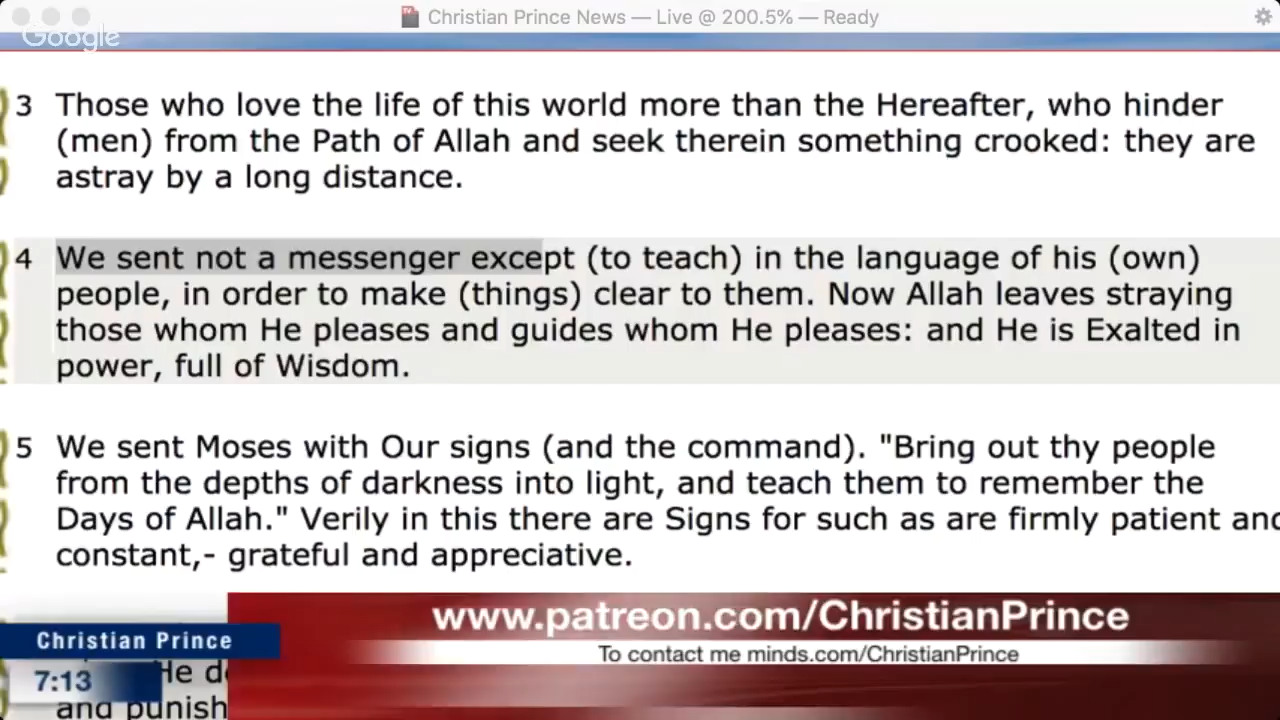 Christian Prince News — Live @ 200.5% — Ready
Google
3 Those who love the life of this world more than the Hereafter, who hinder
(men) from the Path of Allah and seek therein something crooked: they are
astray by a long distance.
4 We sent not a messenger except (to teach) in the language of his (own)
people, in order to make (things) clear to them. Now Allah leaves straying
those whom He pleases and guides whom He pleases: and He is Exalted in
power, full of Wisdom.
5 We sent Moses with Our signs (and the command). "Bring out thy people
from the depths of darkness into light, and teach them to remember the
Days of Allah." Verily in this there are Signs for such as are firmly patient and
constant,- grateful and appreciative.
www.patreon.com/ChristianPrince
Christian Prince
To contact me minds.com/ChristianPrince
7:13 He
and punish